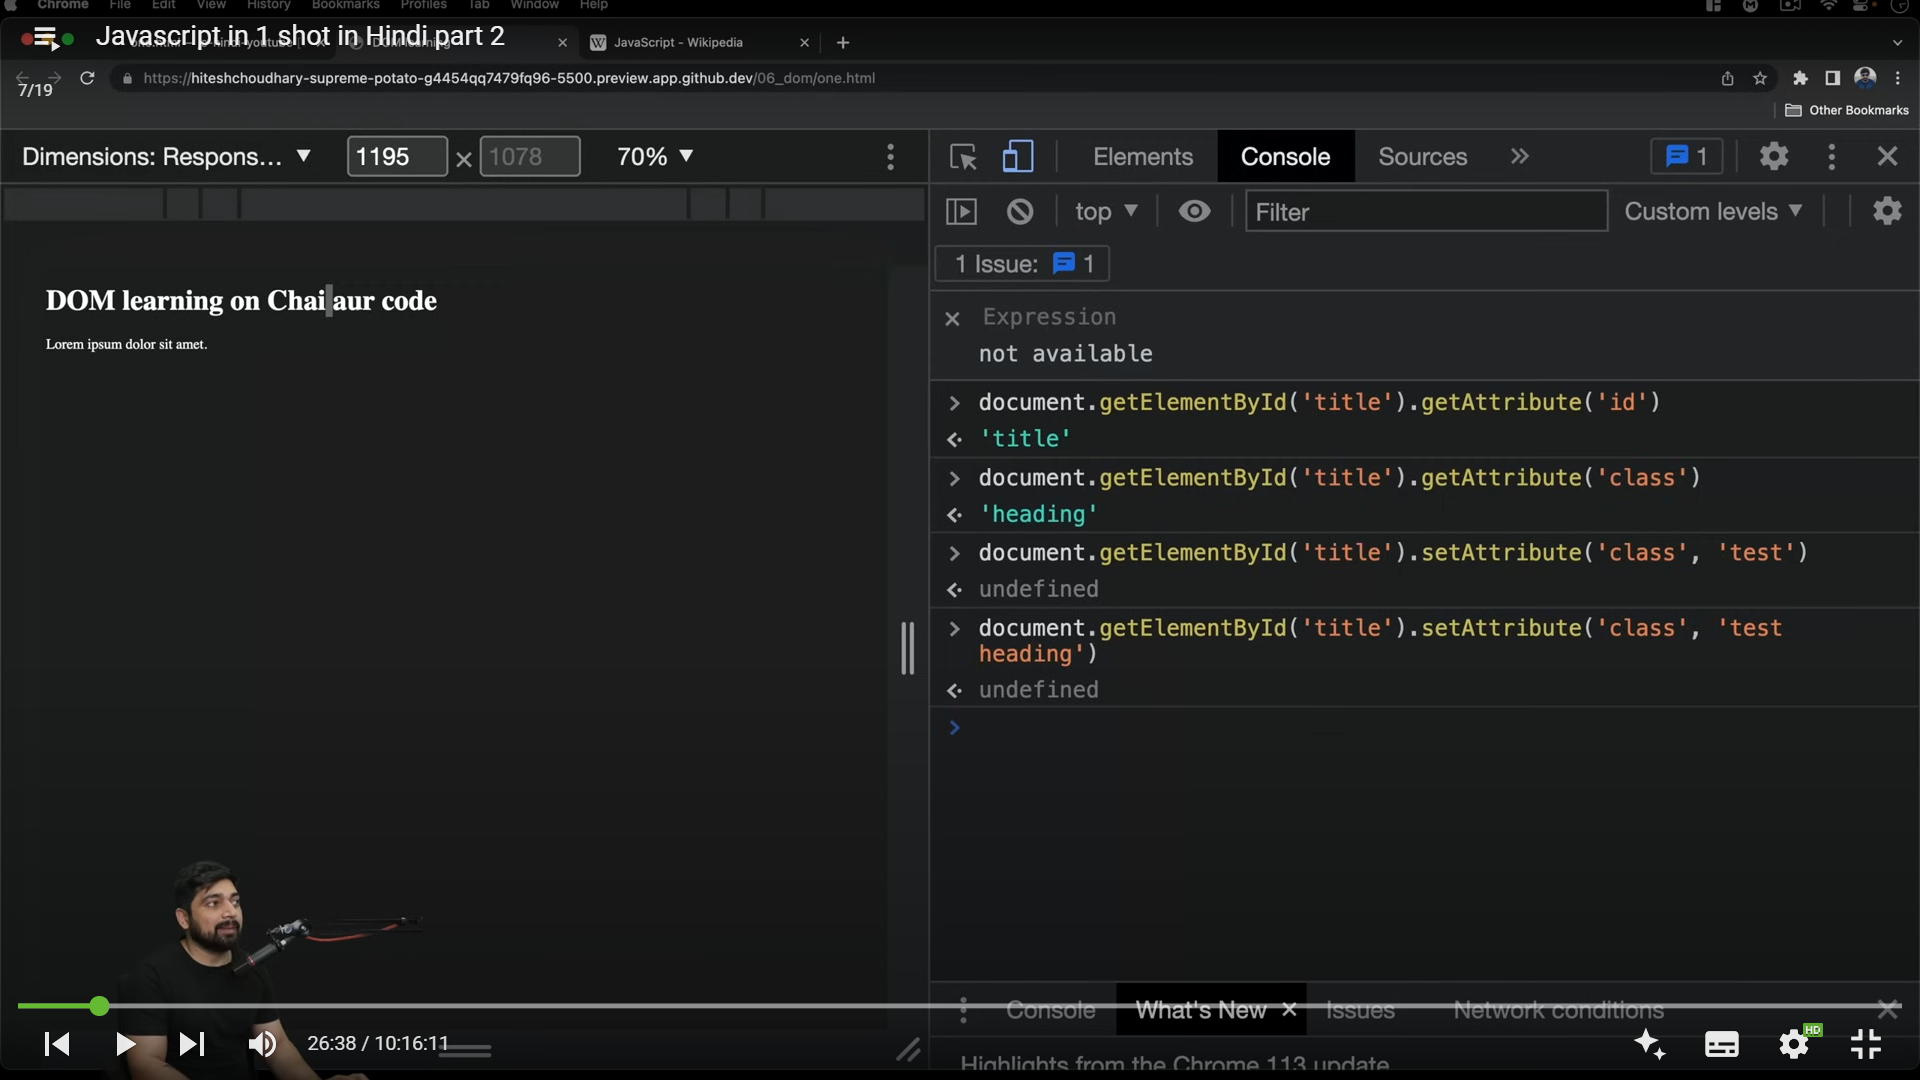 Chrome File Edit View History Bookmarks Profiles Tab Window Help
Javascript in 1 shot in Hindi part 2
JavaScript - Wikipedia
https://hiteshchoudhary-supreme-potato-g4454qq7479fq96-5500.preview.app.github.dev/06_dom/one.html
7/19
Other Bookmarks
Dimensions: Respons... 1195 × 1078 70%
Elements Console Sources » 1
top Filter Custom levels
1 Issue: 1
DOM learning on Chai aur code
Lorem ipsum dolor sit amet.
Expression
not available
document.getElementById('title').getAttribute('id')
'title'
document.getElementById('title').getAttribute('class')
'heading'
document.getElementById('title').setAttribute('class', 'test')
undefined
document.getElementById('title').setAttribute('class', 'test
heading')
undefined
Console What's New Issues Network conditions
26:38 / 10:16:11
HD
Highlights from the Chrome 113 update